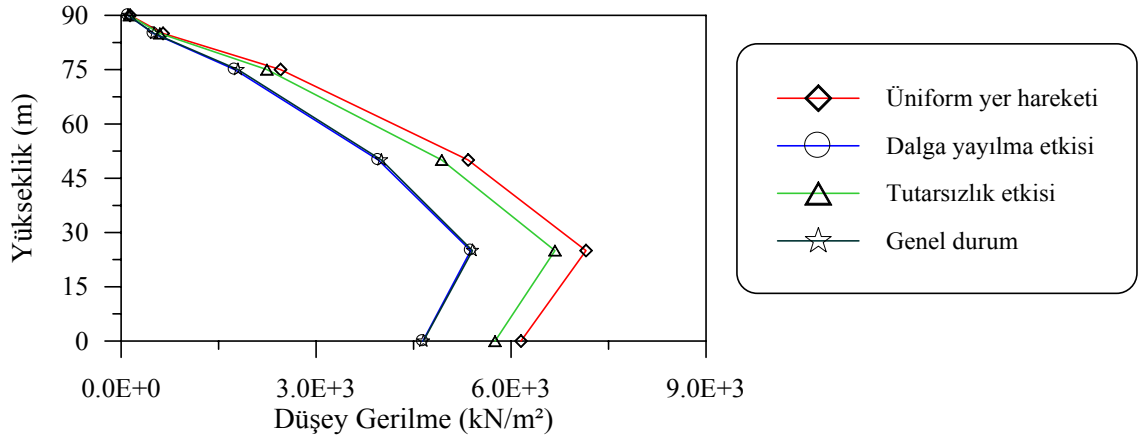 90
75
60
45
30
15
0
Yükseklik (m)
0.0E+0
3.0E+3
6.0E+3
9.0E+3
Düşey Gerilme (kN/m²)
Üniform yer hareketi
Dalga yayılma etkisi
Tutarsızlık etkisi
Genel durum